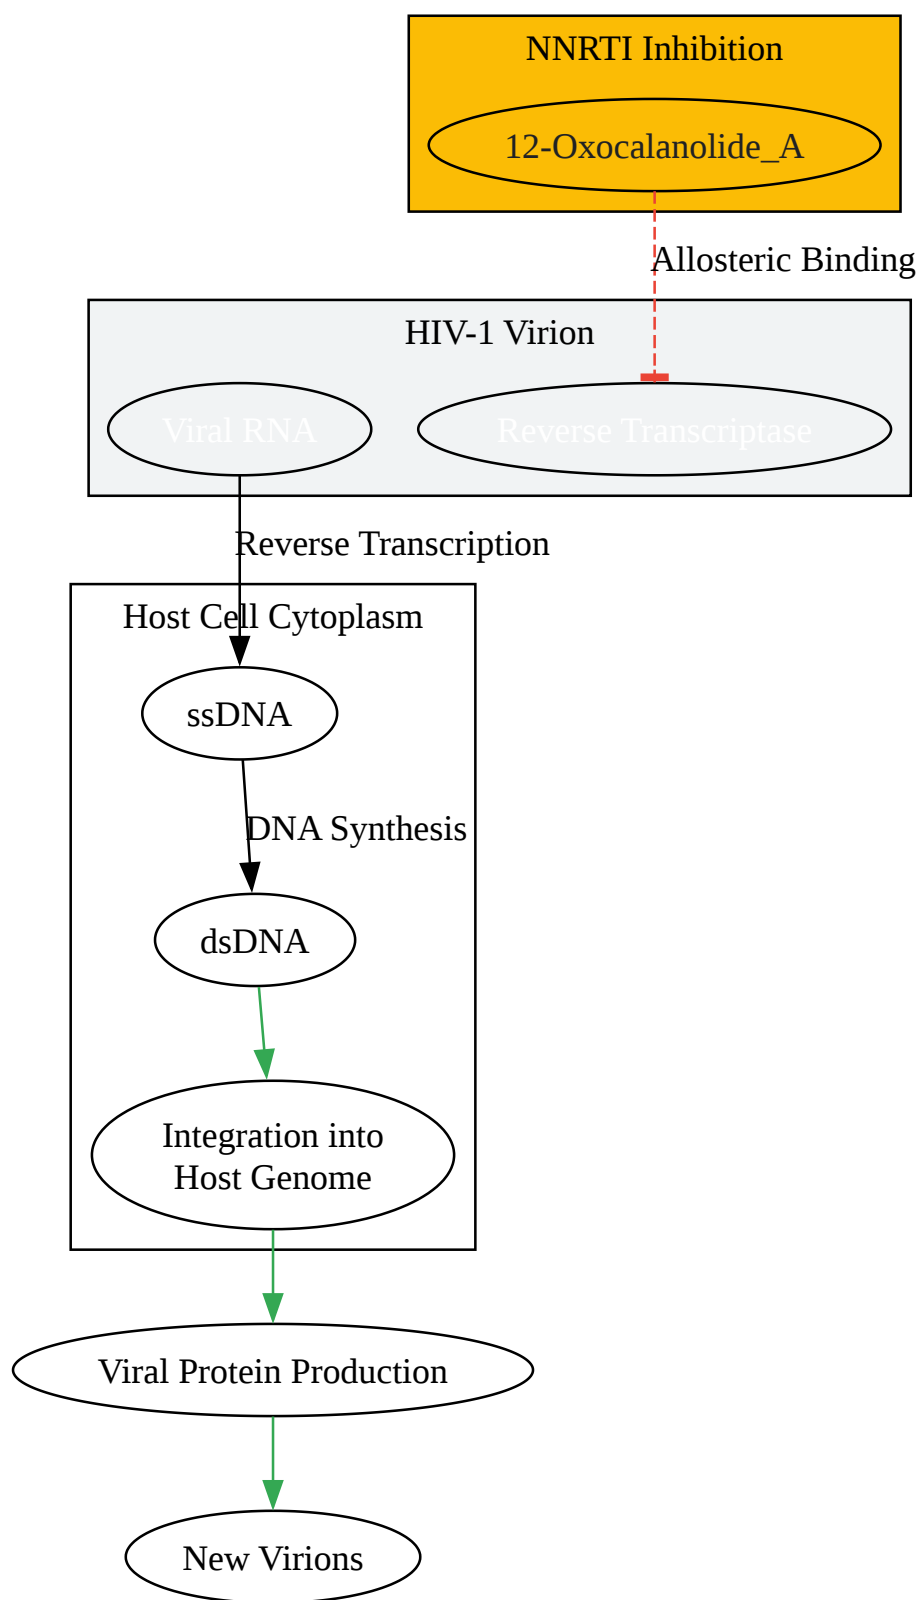 NNRTI Inhibition
12-Oxocalanolide_A
Allosteric Binding
HIV-1 Virion
Viral RNA
Reverse Transcriptase
Reverse Transcription
Host Cell Cytoplasm
ssDNA
DNA Synthesis
dsDNA
Integration into
Host Genome
Viral Protein Production
New Virions